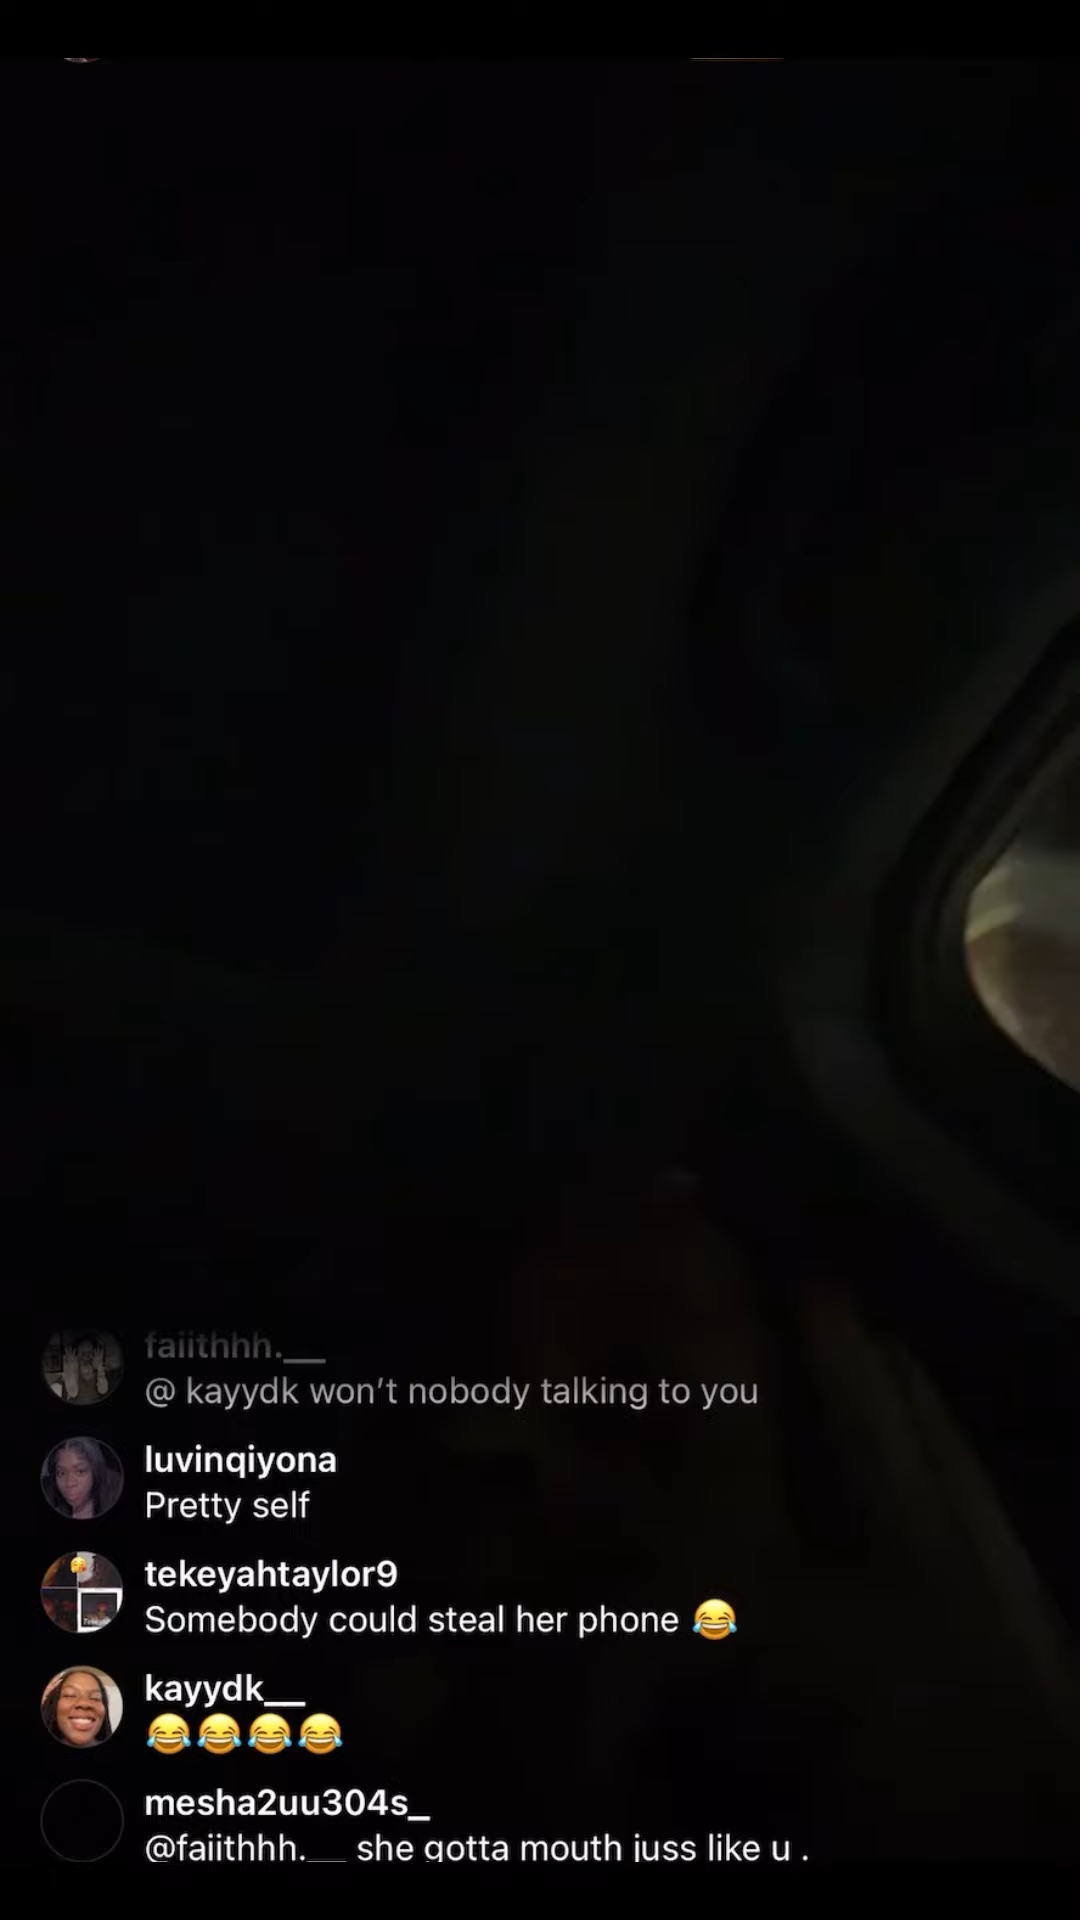 faiithhh.__
@ kayydk won’t nobody talking to you
luvinqiyona
Pretty self
tekeyahtaylor9
Somebody could steal her phone 😂
kayydk__
😂😂😂😂
mesha2uu304s_
@faiithhh.__ she gotta mouth juss like u .